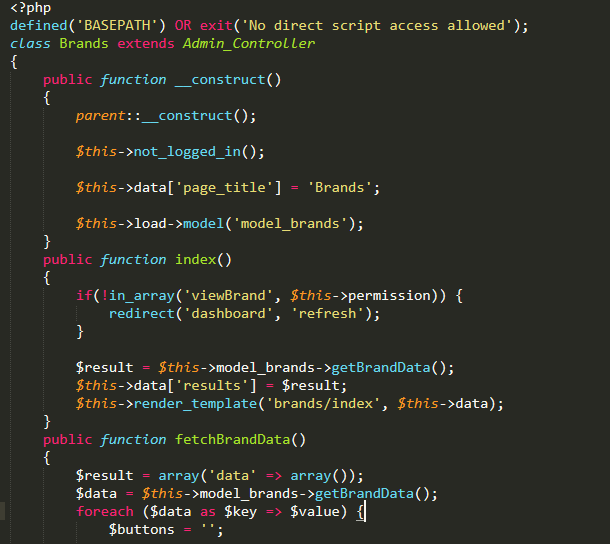 <?php
defined('BASEPATH') OR exit('No direct script access allowed');
class Brands extends Admin_Controller
{
    public function __construct()
    {
        parent::__construct();
        $this->not_logged_in();
        $this->data['page_title'] = 'Brands';
        $this->load->model('model_brands');
    }
    public function index()
    {
        if(!in_array('viewBrand', $this->permission)) {
            redirect('dashboard', 'refresh');
        }
        $result = $this->model_brands->getBrandData();
        $this->data['results'] = $result;
        $this->render_template('brands/index', $this->data);
    }
    public function fetchBrandData()
    {
        $result = array('data' => array());
        $data = $this->model_brands->getBrandData();
        foreach ($data as $key => $value) {
            $buttons = '';